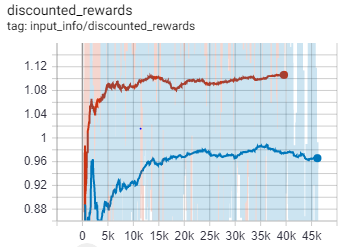 discounted_rewards
tag: input_info/discounted_rewards
1.12
1.08
1.04
1
0.96
0.92
0.88
0 5k 10k 15k 20k 25k 30k 35k 40k 45k